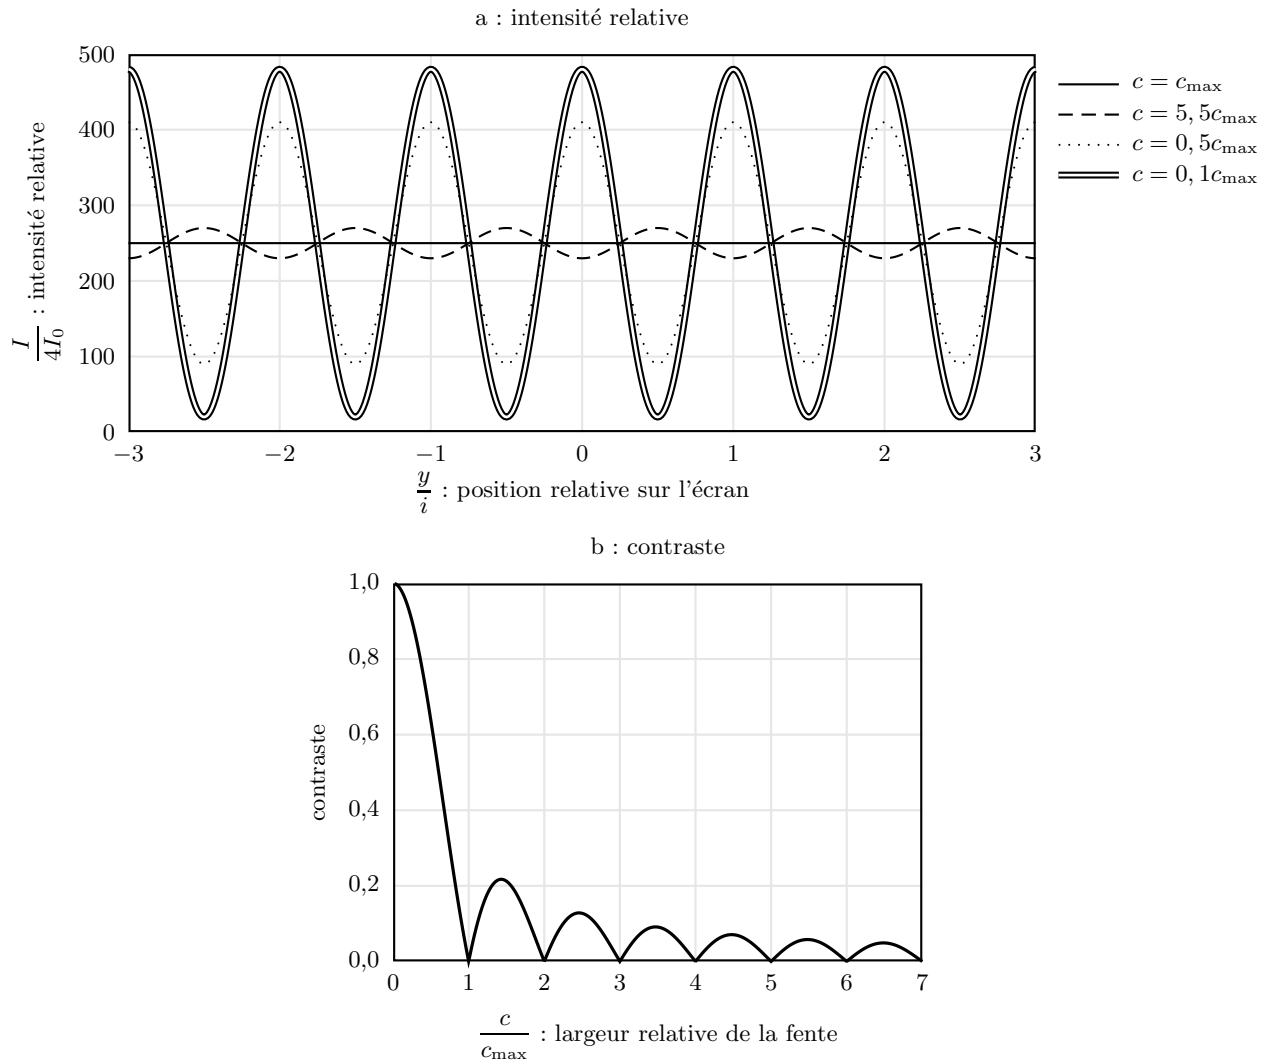 a : intensité relative
500
400
300
200
100
0
I/4I₀ : intensité relative
−3 −2 −1 0 1 2 3
y/i : position relative sur l'écran
c = c_max
c = 5,5c_max
c = 0,5c_max
c = 0,1c_max
b : contraste
1,0
0,8
0,6
0,4
0,2
0,0
contraste
0 1 2 3 4 5 6 7
c/c_max : largeur relative de la fente